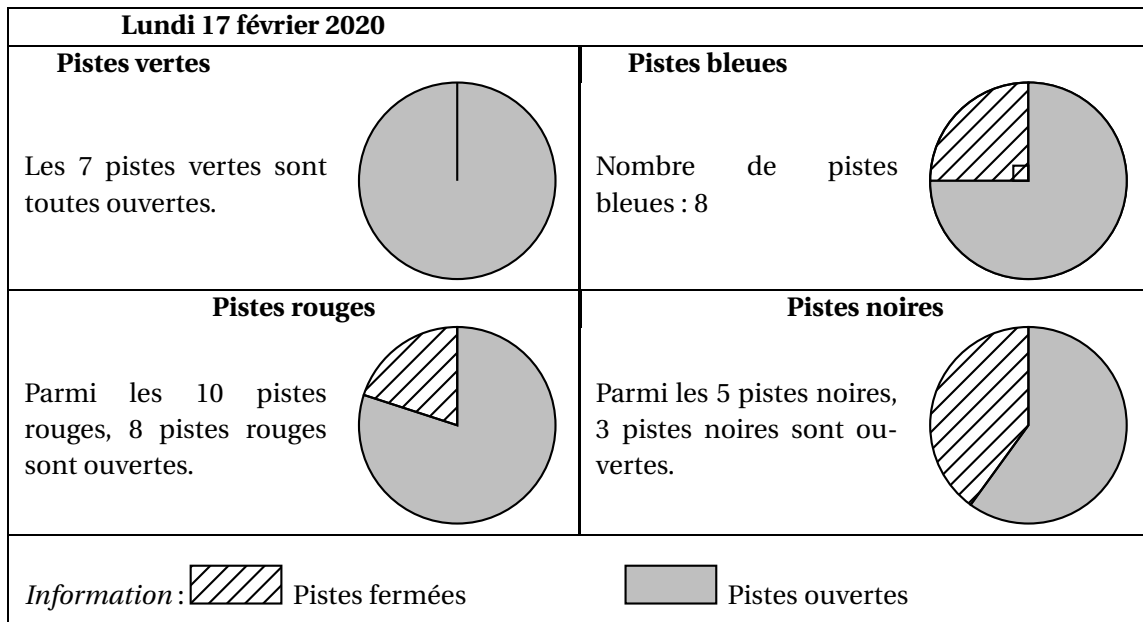 Lundi 17 février 2020
Pistes vertes
Les 7 pistes vertes sont
toutes ouvertes.
Pistes bleues
Nombre de pistes
bleues : 8
Pistes rouges
Parmi les 10 pistes
rouges, 8 pistes rouges
sont ouvertes.
Pistes noires
Parmi les 5 pistes noires,
3 pistes noires sont ou-
vertes.
Information : Pistes fermées Pistes ouvertes